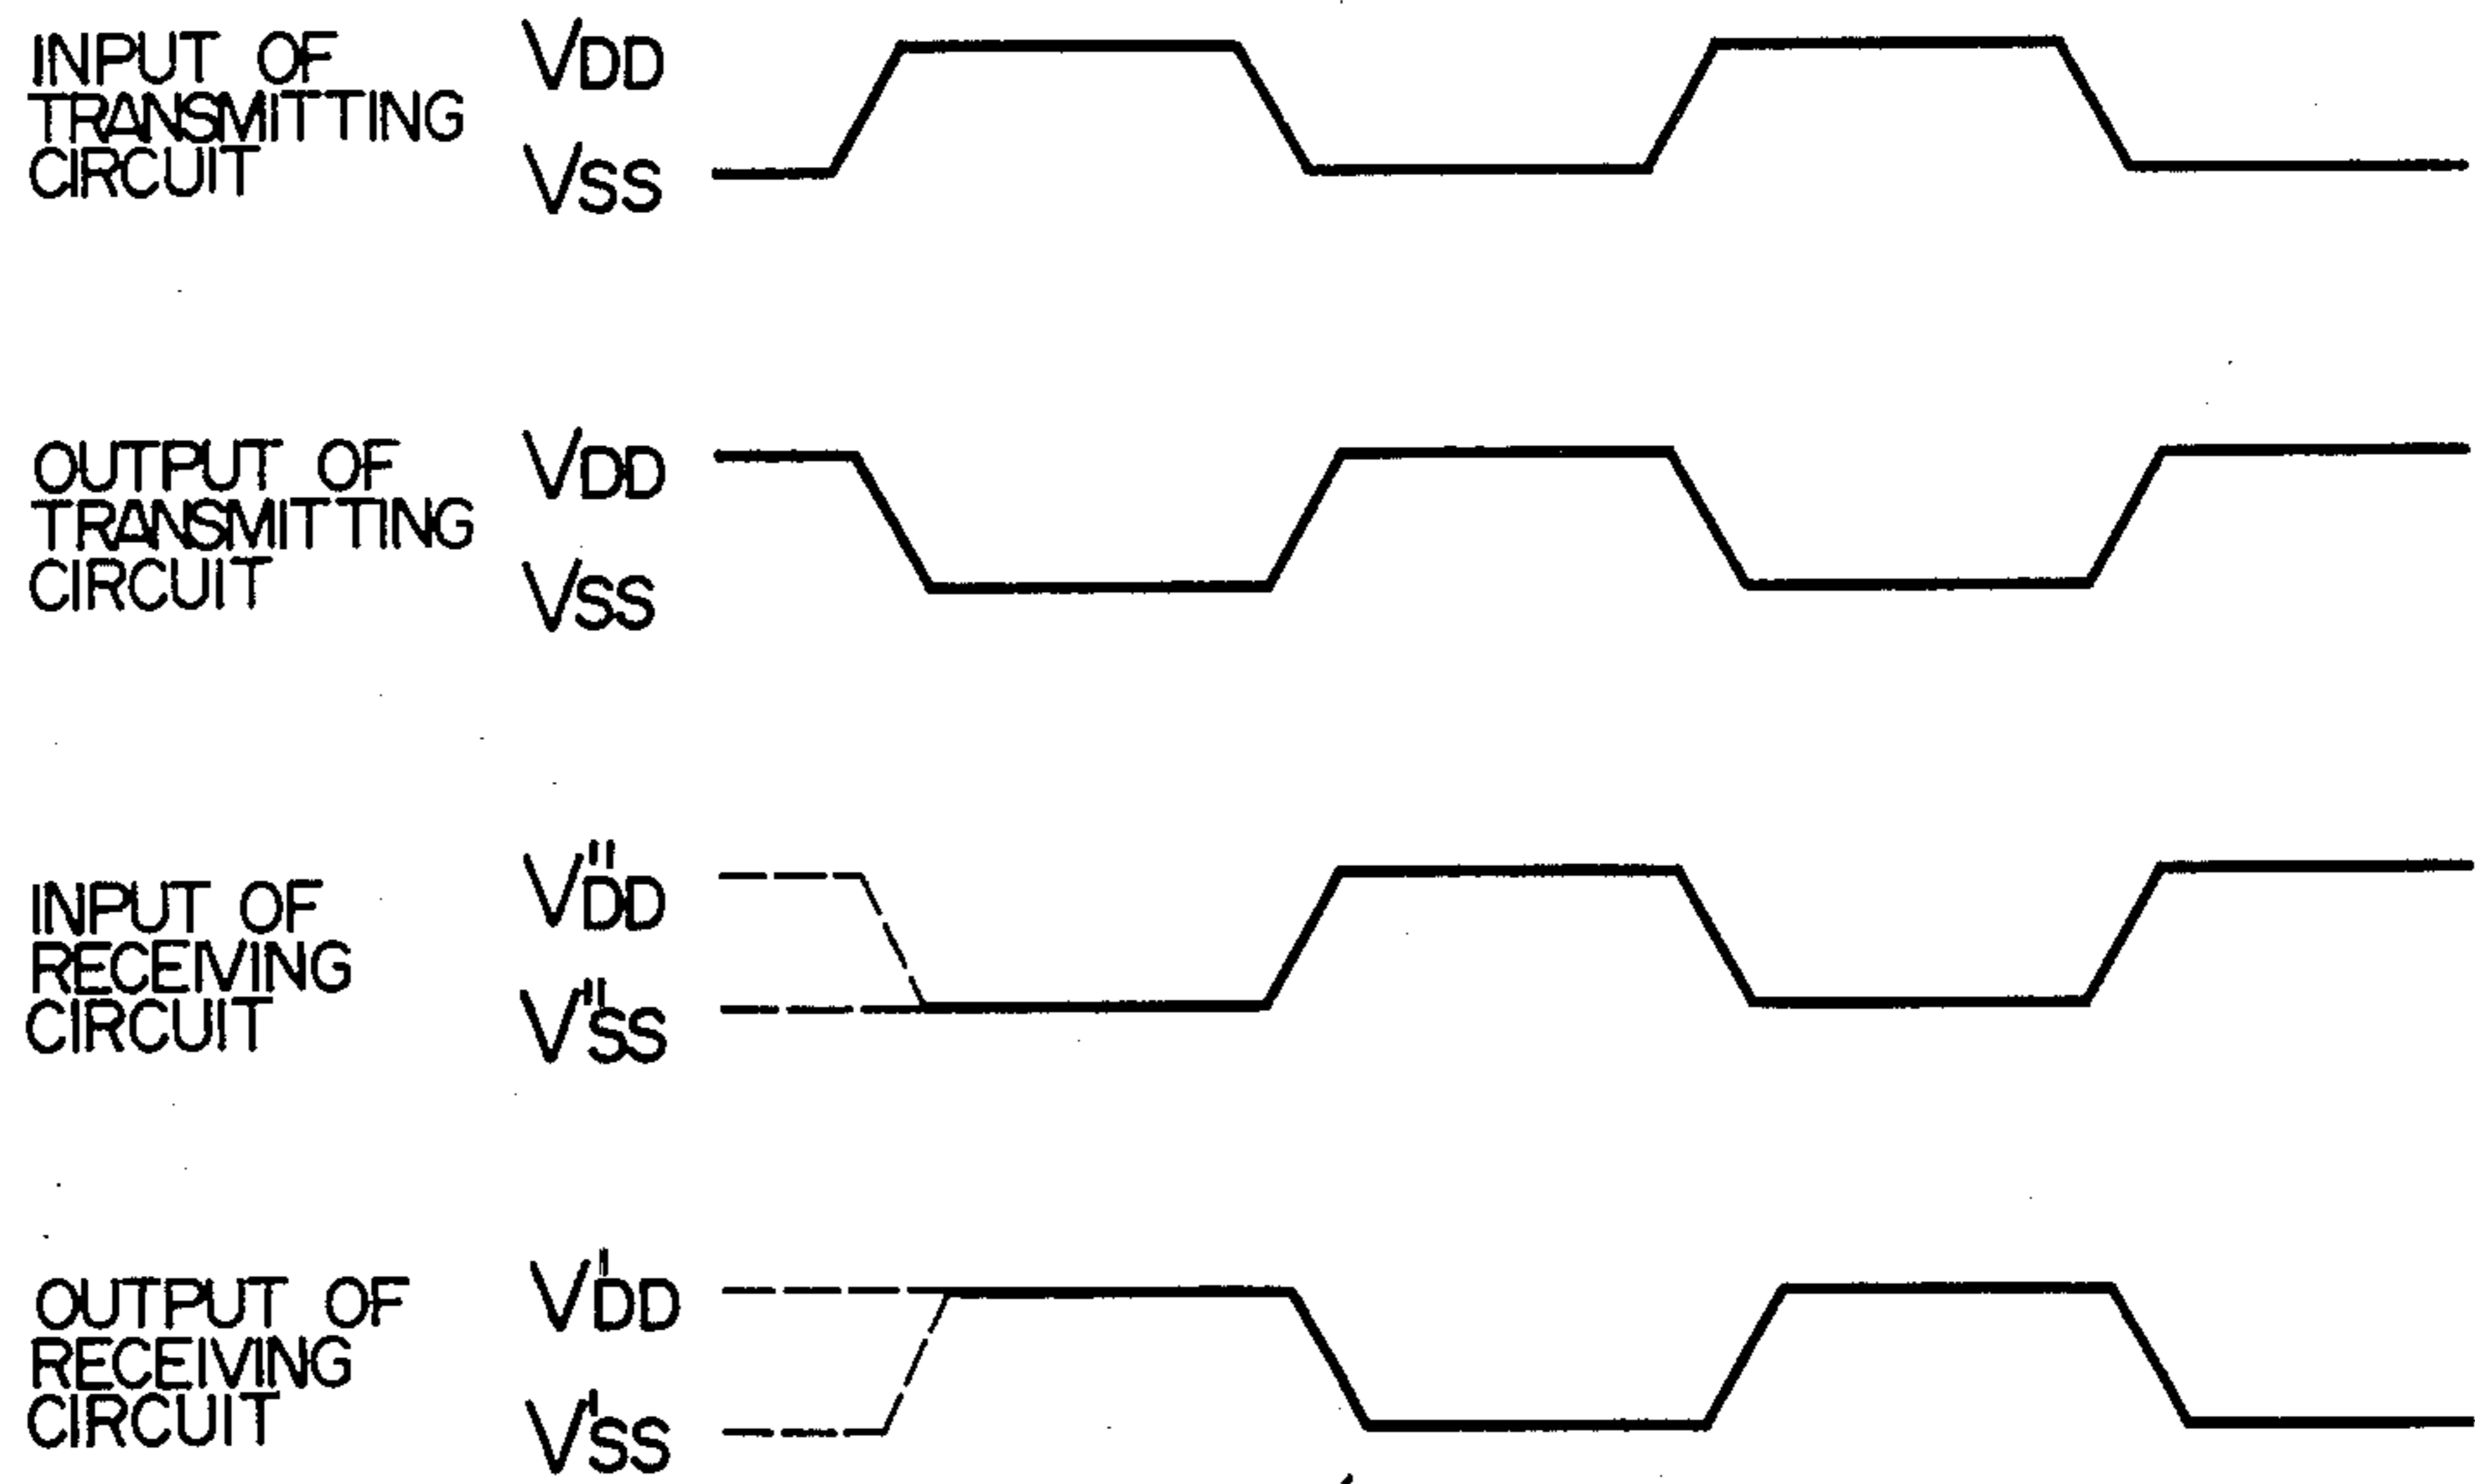 INPUT OF
TRANSMITTING
CIRCUIT
VDD
VSS
OUTPUT OF
TRANSMITTING
CIRCUIT
VDD
VSS
INPUT OF
RECEIVING
CIRCUIT
V"DD
V"SS
OUTPUT OF
RECEIVING
CIRCUIT
V'DD
V'SS